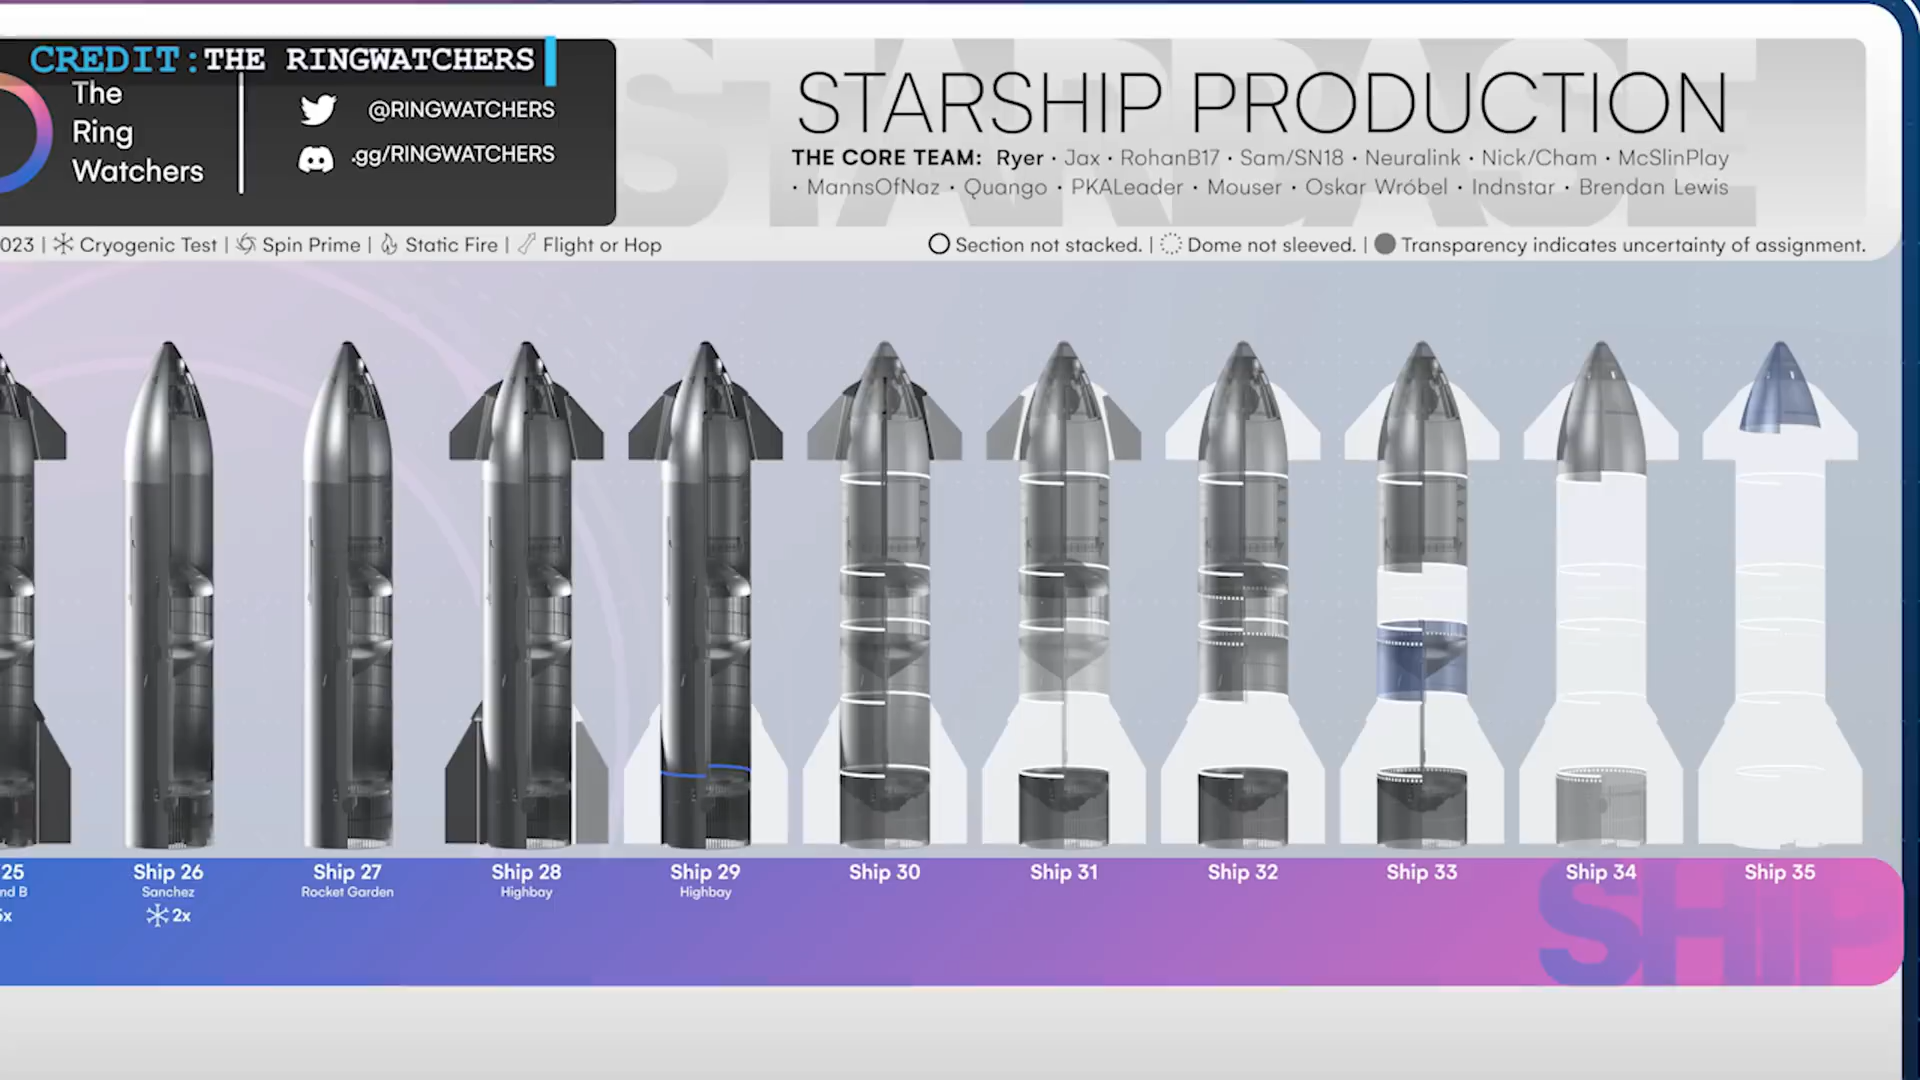 CREDIT:THE RINGWATCHERS
The
Ring
Watchers
@RINGWATCHERS
.gg/RINGWATCHERS
STARBASE
STARSHIP PRODUCTION
THE CORE TEAM: Ryer · Jax · RohanB17 · Sam/SN18 · Neuralink · Nick/Cham · McSlinPlay
· MannsOfNaz · Quango · PKALeader · Mouser · Oskar Wróbel · Indnstar · Brendan Lewis
023 | Cryogenic Test | Spin Prime | Static Fire | Flight or Hop
Section not stacked. | Dome not sleeved. | Transparency indicates uncertainty of assignment.
25
nd B
5x
Ship 26
Sanchez
2x
Ship 27
Rocket Garden
Ship 28
Highbay
Ship 29
Highbay
Ship 30
Ship 31
Ship 32
Ship 33
Ship 34
Ship 35
SHIP